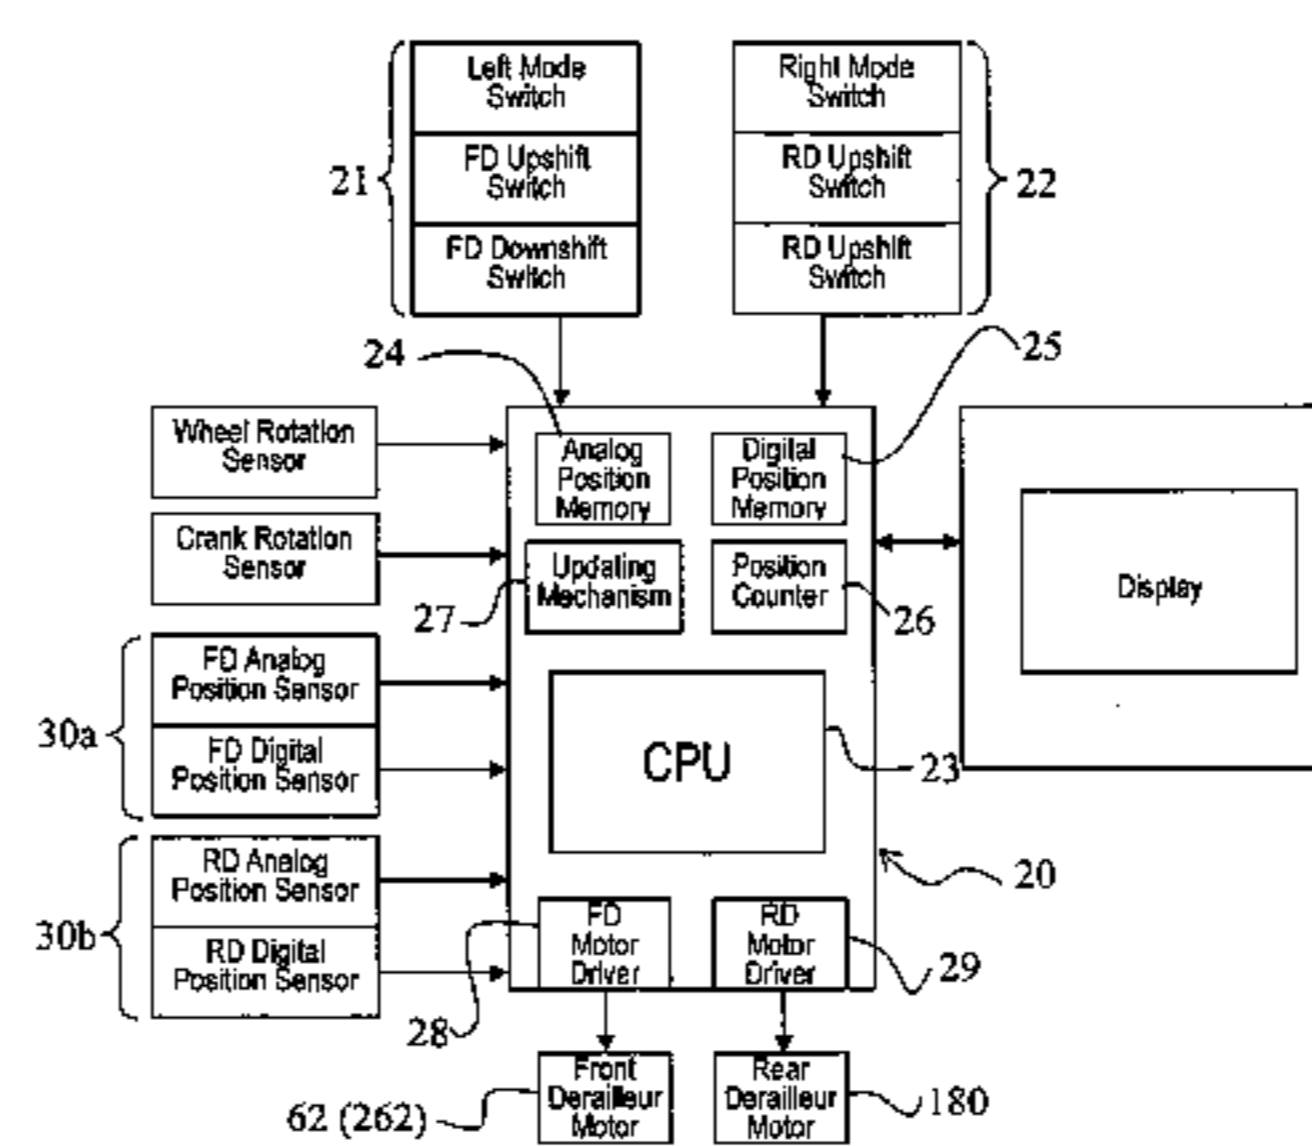 Left Mode
Switch
FD Upshift
Switch
FD Downshift
Switch
21
Right Mode
Switch
RD Upshift
Switch
RD Upshift
Switch
22
24
25
Wheel Rotation
Sensor
Crank Rotation
Sensor
FD Analog
Position Sensor
FD Digital
Position Sensor
30a
RD Analog
Position Sensor
RD Digital
Position Sensor
30b
Analog
Position
Memory
Digital
Position
Memory
Updating
Mechanism
Position
Counter
27
26
CPU
23
20
FD
Motor
Driver
RD
Motor
Driver
28
29
Front
Derailleur
Motor
Rear
Derailleur
Motor
62 (262)
180
Display